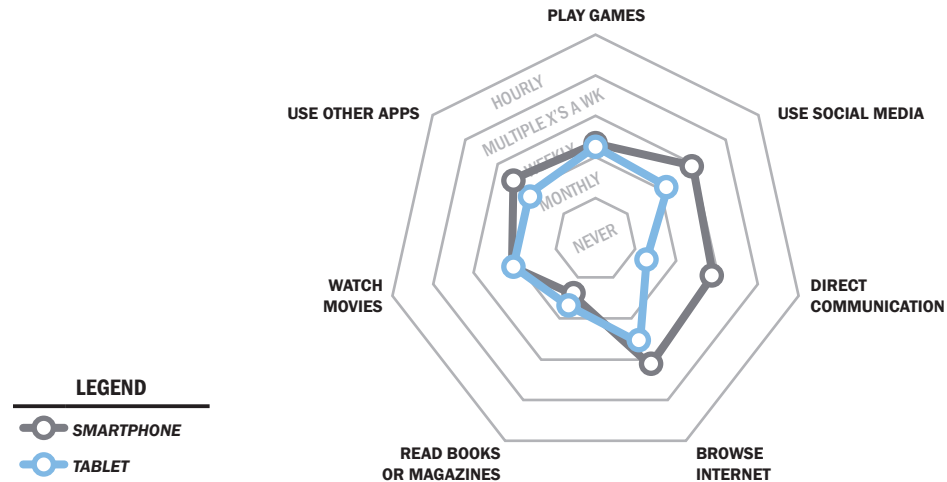 PLAY GAMES
HOURLY
MULTIPLE X'S A WK
USE OTHER APPS
USE SOCIAL MEDIA
WEEKLY
MONTHLY
NEVER
WATCH
MOVIES
DIRECT
COMMUNICATION
LEGEND
SMARTPHONE
TABLET
READ BOOKS
OR MAGAZINES
BROWSE
INTERNET